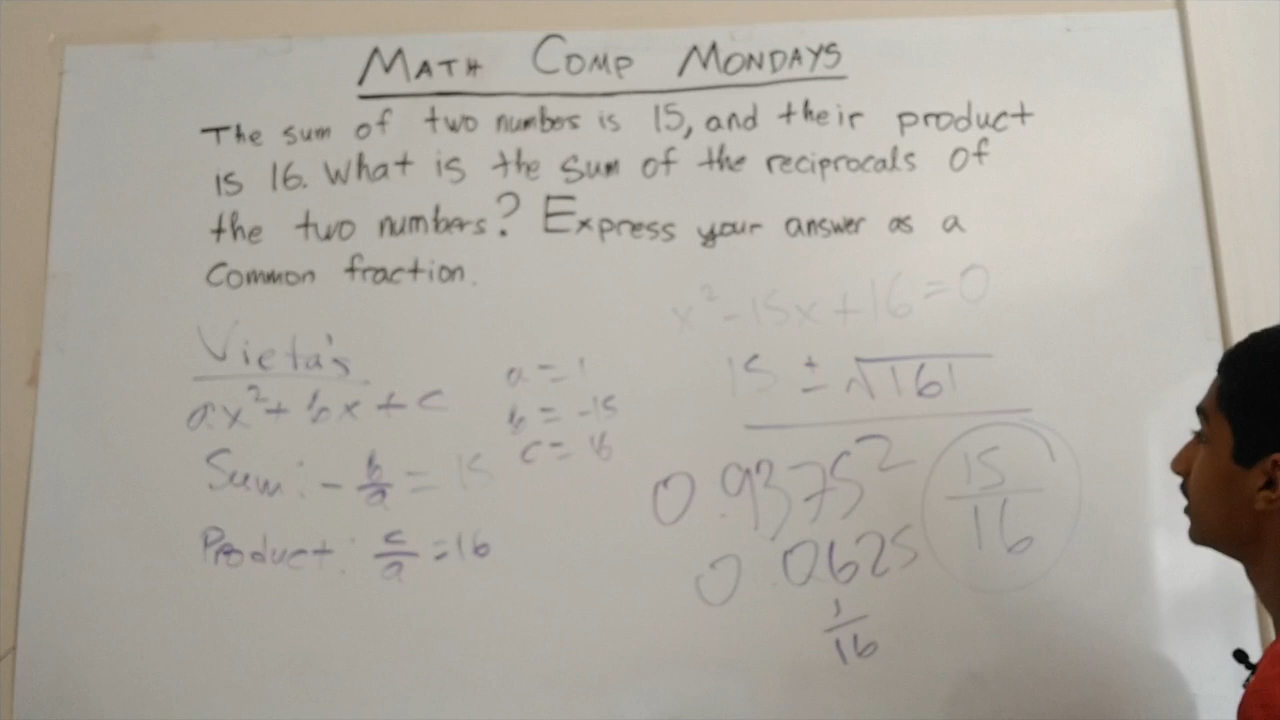 MATH COMP MONDAYS
The sum of two numbers is 15, and their product
is 16. What is the sum of the reciprocals of
the two numbers? Express your answer as a
common fraction.
x² - 15x + 16 = 0
Vieta's
ax² + bx + c
a = 1
b = -15
c = 16
15 ± √161
Sum: - b/a = 15
Product: c/a = 16
0.9375²
15/16
0.0625
1/16